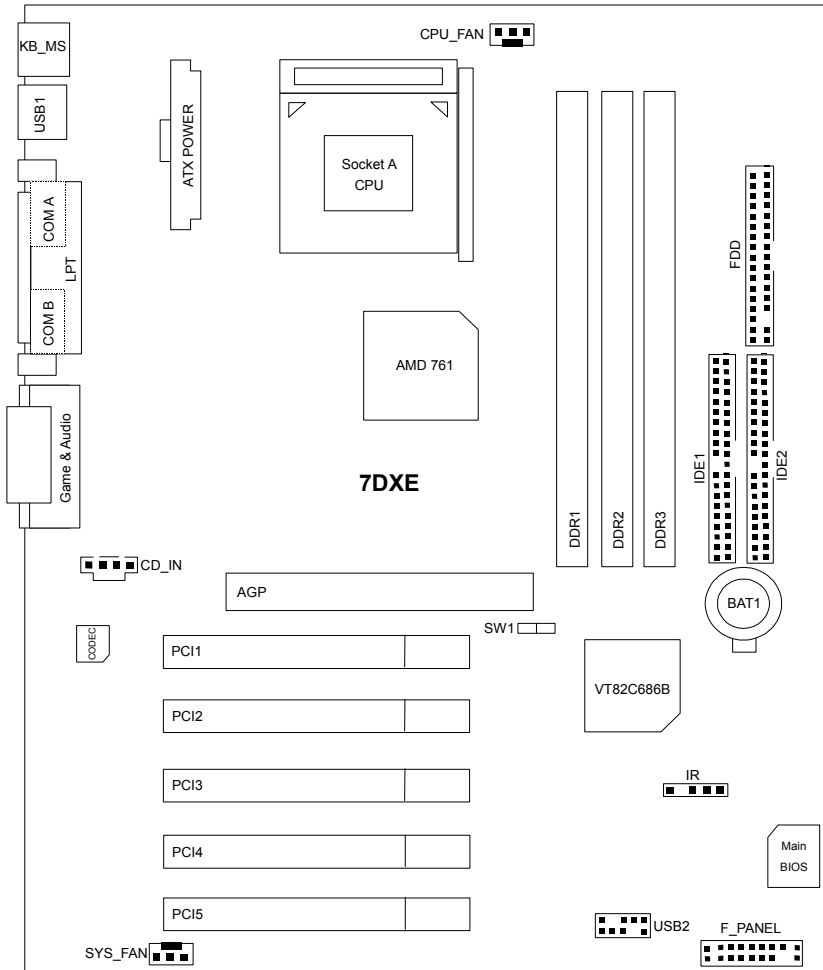 CPU_FAN
KB_MS
USB1
ATX POWER
Socket A
CPU
COM A
LPT
COM B
FDD
AMD 761
Game & Audio
7DXE
IDE1
IDE2
DDR1
DDR2
DDR3
CD_IN
AGP
BAT1
SW1
CODEC
PCI1
VT82C686B
PCI2
PCI3
IR
PCI4
Main
BIOS
PCI5
USB2
F_PANEL
SYS_FAN